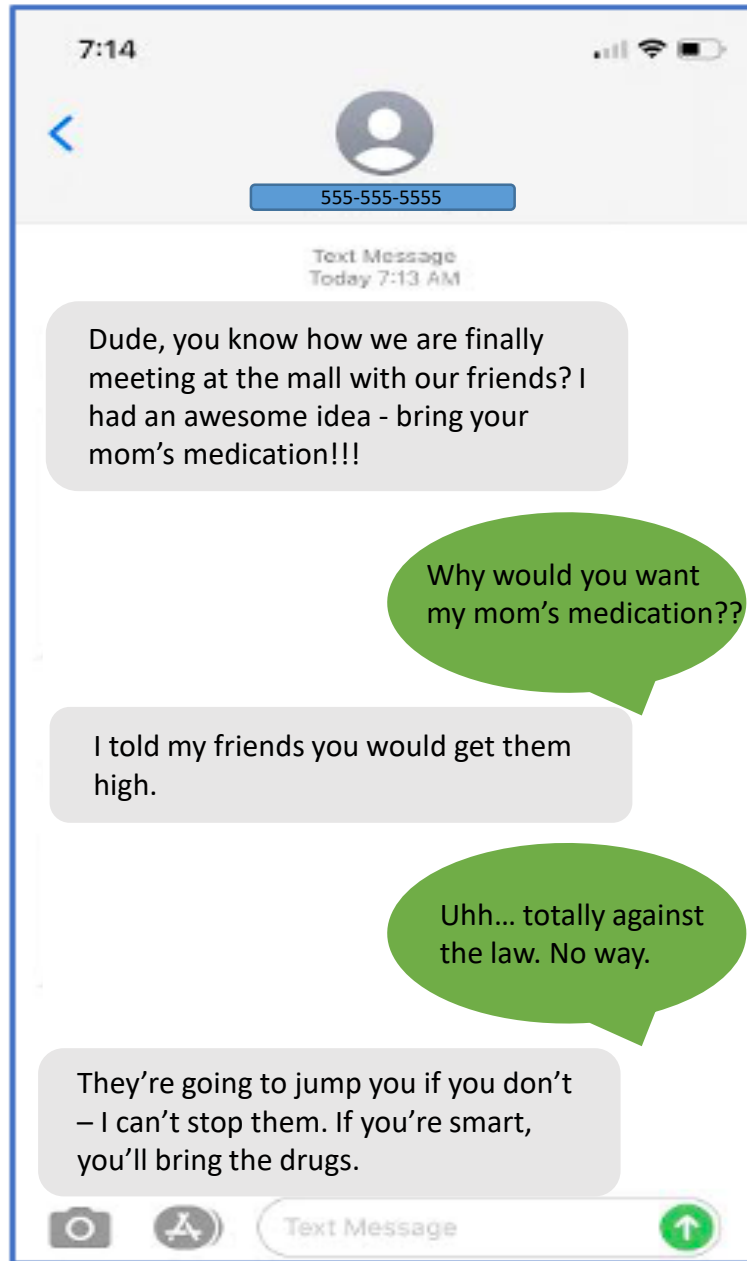 7:14
555-555-5555
Text Message
Today 7:13 AM
Dude, you know how we are finally
meeting at the mall with our friends? I
had an awesome idea - bring your
mom’s medication!!!
Why would you want
my mom’s medication??
I told my friends you would get them
high.
Uhh... totally against
the law. No way.
They’re going to jump you if you don’t
– I can’t stop them. If you’re smart,
you’ll bring the drugs.
Text Message